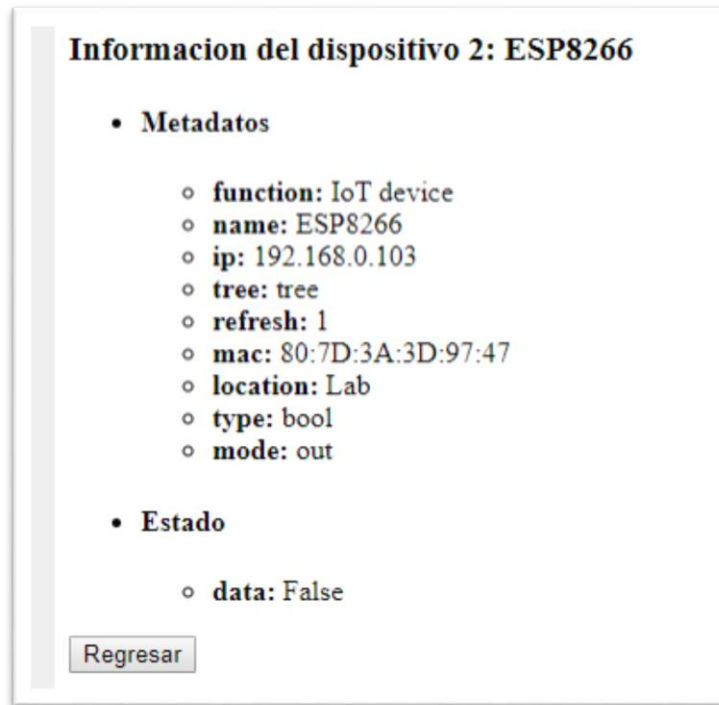 Informacion del dispositivo 2: ESP8266
Metadatos
function: IoT device
name: ESP8266
ip: 192.168.0.103
tree: tree
refresh: 1
mac: 80:7D:3A:3D:97:47
location: Lab
type: bool
mode: out
Estado
data: False
Regresar